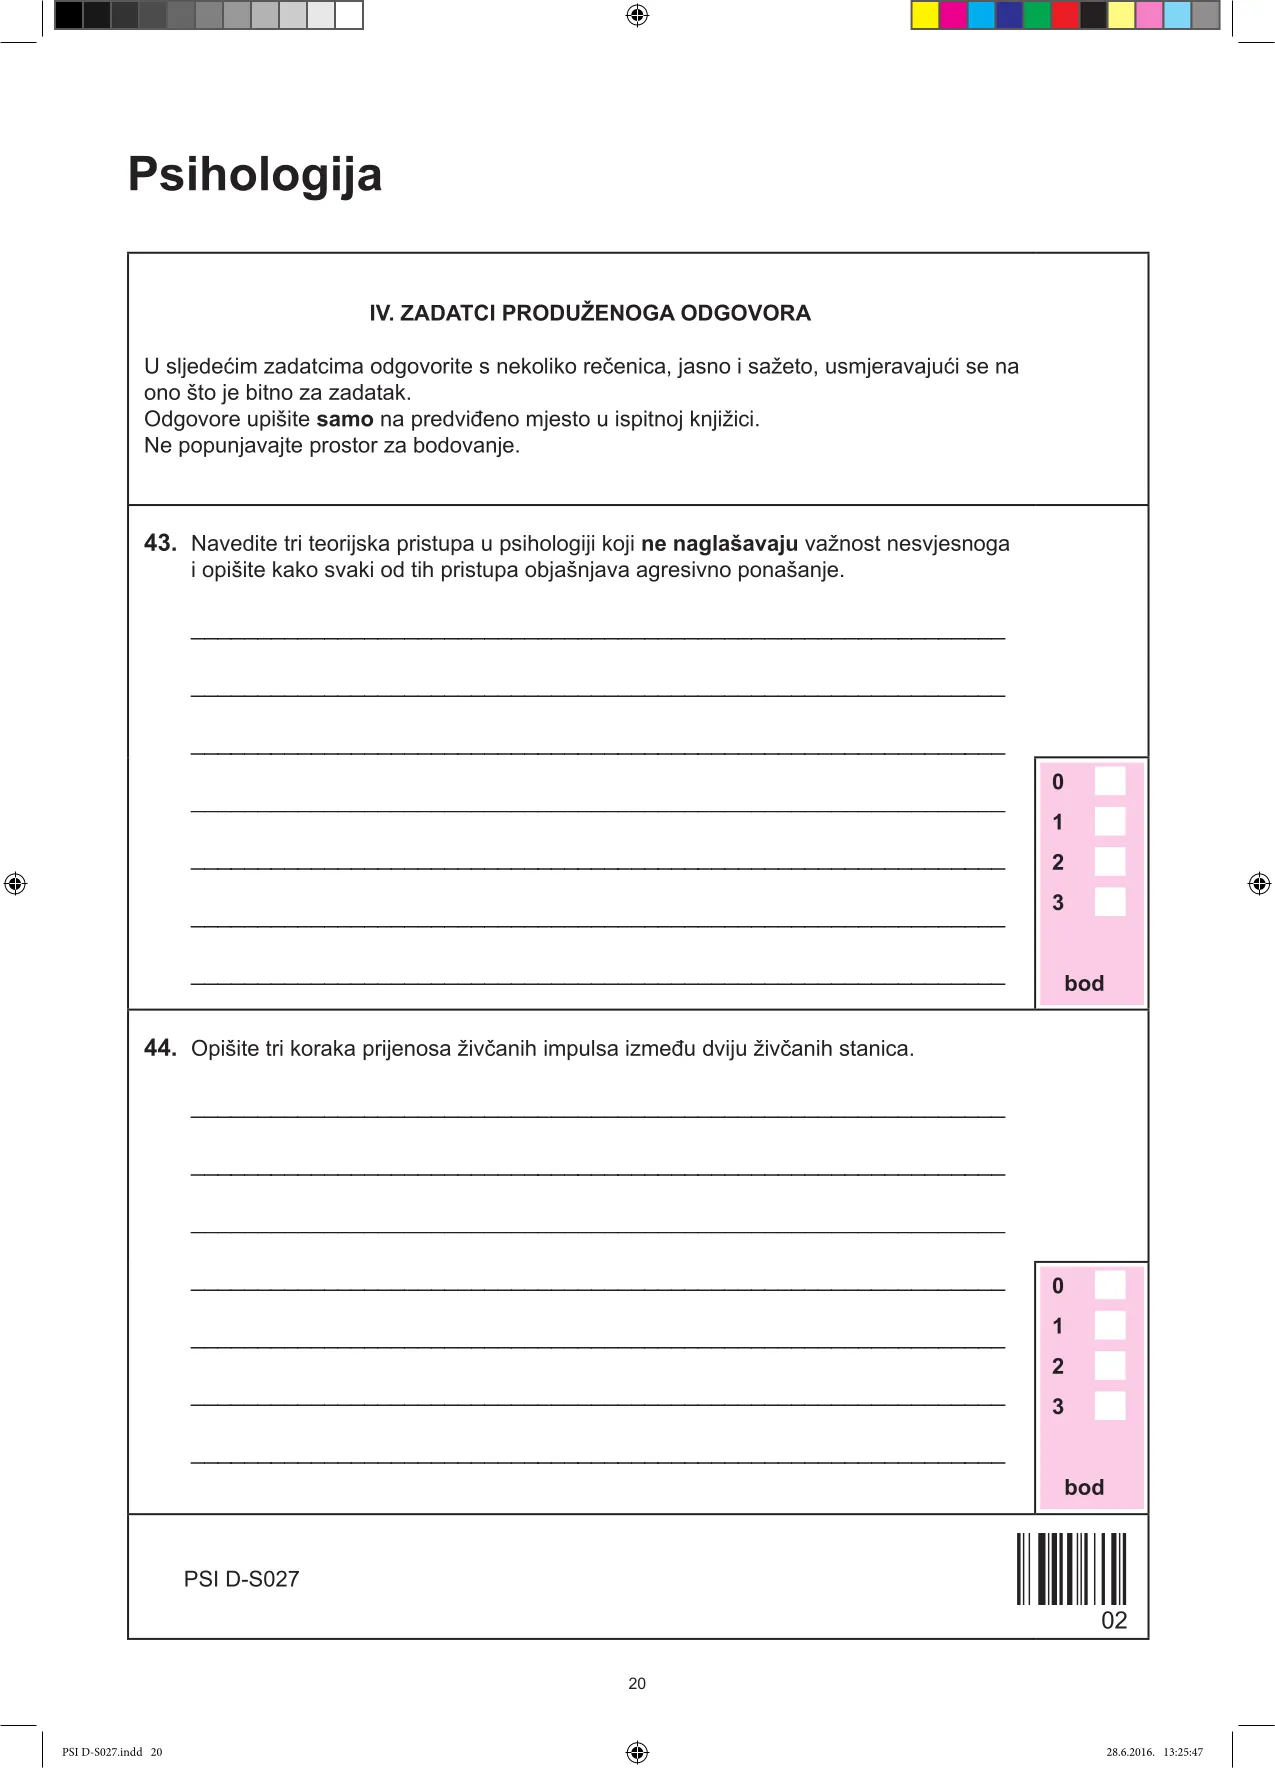 Psihologija
IV. ZADATCI PRODUŽENOGA ODGOVORA
U sljedećim zadatcima odgovorite s nekoliko rečenica, jasno i sažeto, usmjeravajući se na
ono što je bitno za zadatak.
Odgovore upišite samo na predviđeno mjesto u ispitnoj knjižici.
Ne popunjavajte prostor za bodovanje.
43. Navedite tri teorijska pristupa u psihologiji koji ne naglašavaju važnost nesvjesnoga
i opišite kako svaki od tih pristupa objašnjava agresivno ponašanje.
0
1
2
3
bod
44. Opišite tri koraka prijenosa živčanih impulsa između dviju živčanih stanica.
0
1
2
3
bod
PSI D-S027
02
20
PSI D-S027.indd 20
28.6.2016. 13:25:47